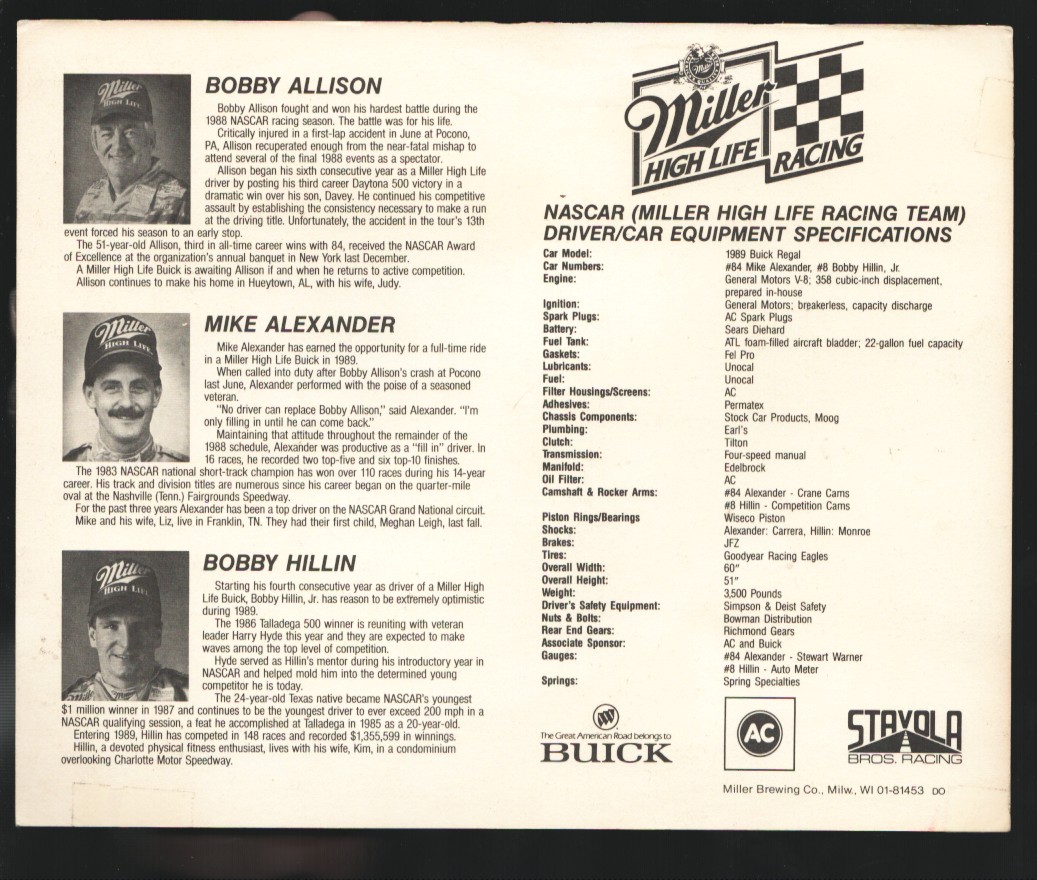 Miller
HIGH LIFE
BOBBY ALLISON
Bobby Allison fought and won his hardest battle during the
1988 NASCAR racing season. The battle was for his life.
Critically injured in a first-lap accident in June at Pocono,
PA, Allison recuperated enough from the near-fatal mishap to
attend several of the final 1988 events as a spectator.
Allison began his sixth consecutive year as a Miller High Life
driver by posting his third career Daytona 500 victory in a
dramatic win over his son, Davey. He continued his competitive
assault by establishing the consistency necessary to make a run
at the driving title. Unfortunately, the accident in the tour's 13th
event forced his season to an early stop.
The 51-year-old Allison, third in all-time career wins with 84, received the NASCAR Award
of Excellence at the organization's annual banquet in New York last December.
A Miller High Life Buick is awaiting Allison if and when he returns to active competition.
Allison continues to make his home in Hueytown, AL, with his wife, Judy.
Miller
HIGH LIFE
MIKE ALEXANDER
Mike Alexander has earned the opportunity for a full-time ride
in a Miller High Life Buick in 1989.
When called into duty after Bobby Allison's crash at Pocono
last June, Alexander performed with the poise of a seasoned
veteran.
"No driver can replace Bobby Allison," said Alexander. "I'm
only filling in until he can come back."
Maintaining that attitude throughout the remainder of the
1988 schedule, Alexander was productive as a "fill in" driver. In
16 races, he recorded two top-five and six top-10 finishes.
The 1983 NASCAR national short-track champion has won over 110 races during his 14-year
career. His track and division titles are numerous since his career began on the quarter-mile
oval at the Nashville (Tenn.) Fairgrounds Speedway.
For the past three years Alexander has been a top driver on the NASCAR Grand National circuit.
Mike and his wife, Liz, live in Franklin, TN. They had their first child, Meghan Leigh, last fall.
Miller
HIGH LIFE
BOBBY HILLIN
Starting his fourth consecutive year as driver of a Miller High
Life Buick, Bobby Hillin, Jr. has reason to be extremely optimistic
during 1989.
The 1986 Talladega 500 winner is reuniting with veteran
leader Harry Hyde this year and they are expected to make
waves among the top level of competition.
Hyde served as Hillin's mentor during his introductory year in
NASCAR and helped mold him into the determined young
competitor he is today.
The 24-year-old Texas native became NASCAR's youngest
$1 million winner in 1987 and continues to be the youngest driver to ever exceed 200 mph in a
NASCAR qualifying session, a feat he accomplished at Talladega in 1985 as a 20-year-old.
Entering 1989, Hillin has competed in 148 races and recorded $1,355,599 in winnings.
Hillin, a devoted physical fitness enthusiast, lives with his wife, Kim, in a condominium
overlooking Charlotte Motor Speedway.
Miller
HIGH LIFE RACING
NASCAR (MILLER HIGH LIFE RACING TEAM)
DRIVER/CAR EQUIPMENT SPECIFICATIONS
Car Model: 1989 Buick Regal
Car Numbers: #84 Mike Alexander, #8 Bobby Hillin, Jr.
Engine: General Motors V-8; 358 cubic-inch displacement,
prepared in-house
Ignition: General Motors; breakerless, capacity discharge
Spark Plugs: AC Spark Plugs
Battery: Sears Diehard
Fuel Tank: ATL foam-filled aircraft bladder; 22-gallon fuel capacity
Gaskets: Fel Pro
Lubricants: Unocal
Fuel: Unocal
Filter Housings/Screens: AC
Adhesives: Permatex
Chassis Components: Stock Car Products, Moog
Plumbing: Earl's
Clutch: Tilton
Transmission: Four-speed manual
Manifold: Edelbrock
Oil Filter: AC
Camshaft & Rocker Arms: #84 Alexander - Crane Cams
#8 Hillin - Competition Cams
Piston Rings/Bearings Wiseco Piston
Shocks: Alexander: Carrera, Hillin: Monroe
Brakes: JFZ
Tires: Goodyear Racing Eagles
Overall Width: 60"
Overall Height: 51"
Weight: 3,500 Pounds
Driver's Safety Equipment: Simpson & Deist Safety
Nuts & Bolts: Bowman Distribution
Rear End Gears: Richmond Gears
Associate Sponsor: AC and Buick
Gauges: #84 Alexander - Stewart Warner
#8 Hillin - Auto Meter
Springs: Spring Specialties
The Great American Road belongs to
BUICK
AC
STAVOLA
BROS. RACING
Miller Brewing Co., Milw., WI 01-81453 DO